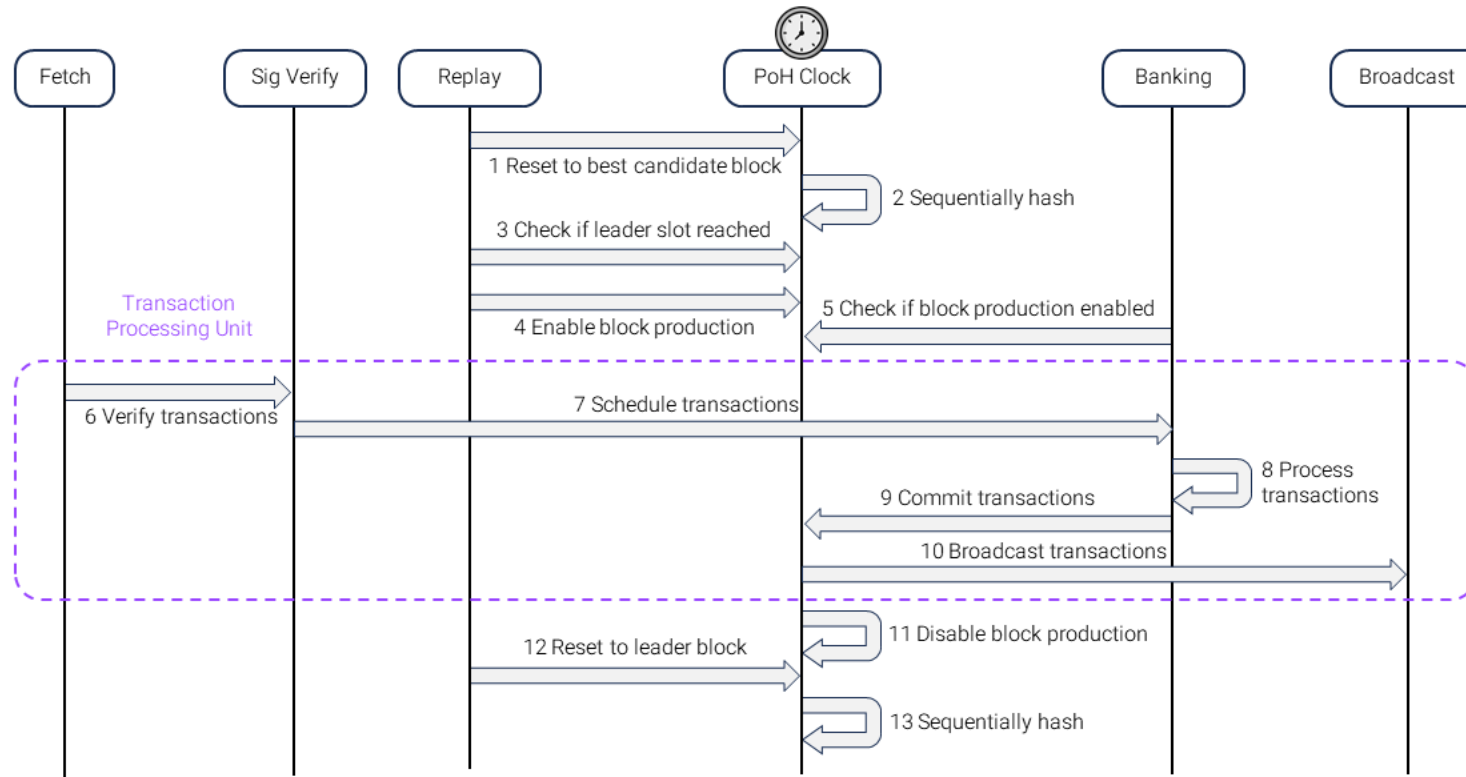 Fetch
Sig Verify
Replay
PoH Clock
Banking
Broadcast
1 Reset to best candidate block
2 Sequentially hash
3 Check if leader slot reached
4 Enable block production
5 Check if block production enabled
Transaction
Processing Unit
6 Verify transactions
7 Schedule transactions
8 Process
transactions
9 Commit transactions
10 Broadcast transactions
11 Disable block production
12 Reset to leader block
13 Sequentially hash